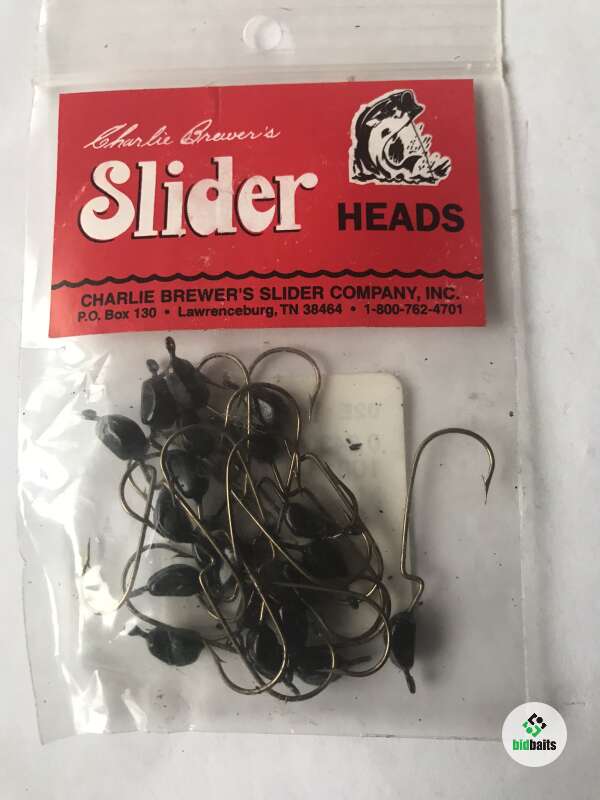 Charlie Brewer's
Slider
HEADS
CHARLIE BREWER'S SLIDER COMPANY, INC.
P.O. Box 130 • Lawrenceburg, TN 38464 • 1-800-762-4701
bidbaits